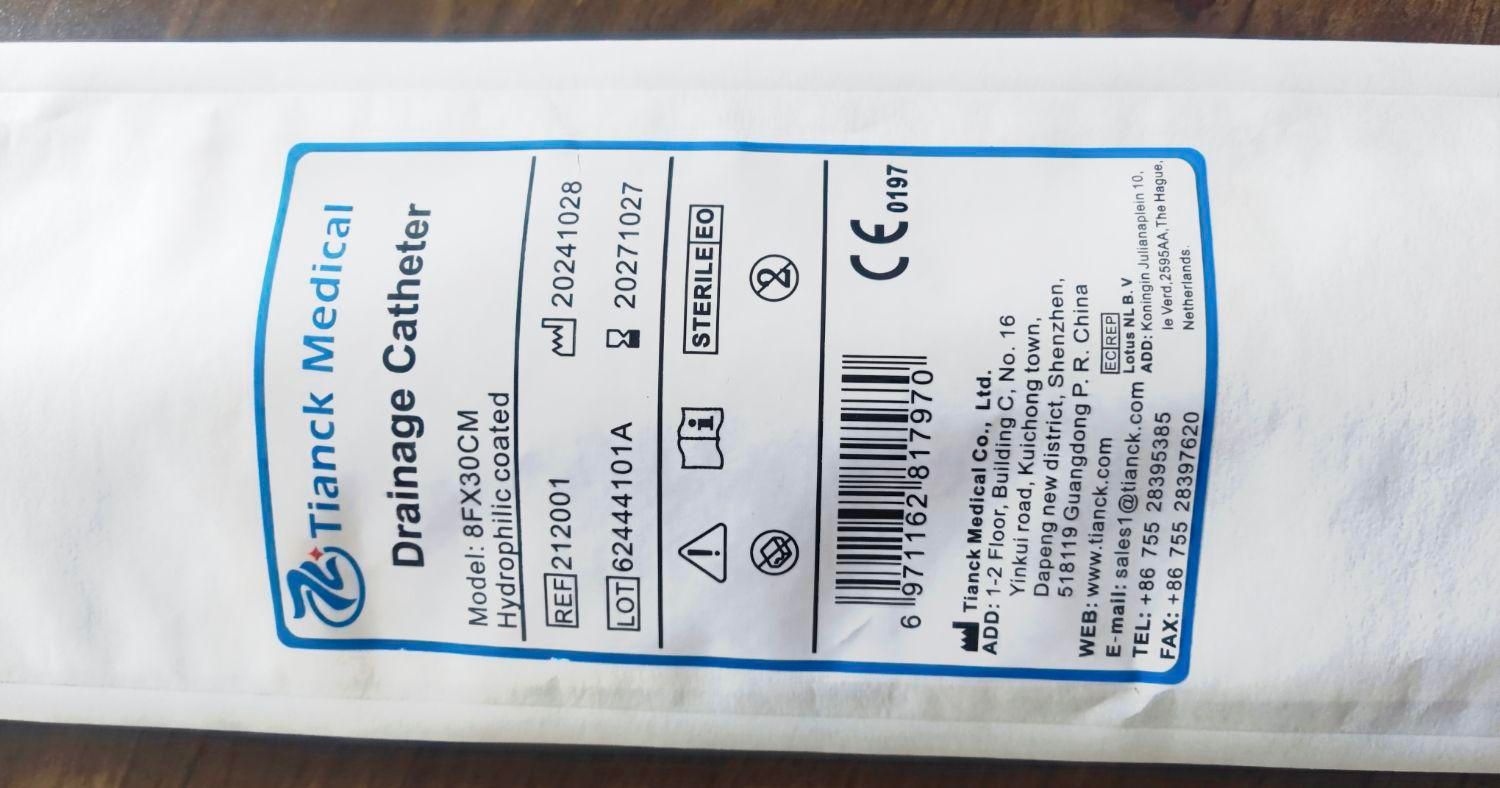 Tianck Medical
Drainage Catheter
Model: 8FX30CM
Hydrophilic coated
REF 212001
20241028
LOT 62444101A
20271027
STERILE EO
2
CE 0197
6 971162 817970
Tianck Medical Co., Ltd.
ADD: 1-2 Floor, Building C, No. 16
Yinkui road, Kuichong town,
Dapeng new district, Shenzhen,
518119 Guangdong P. R. China
WEB: www.tianck.com
E-mail: sales1@tianck.com
TEL: +86 755 28395385
FAX: +86 755 28397620
EC REP
Lotus NL B.V
ADD: Koningin Julianaplein 10,
le Verd,2595AA,The Hague,
Netherlands.